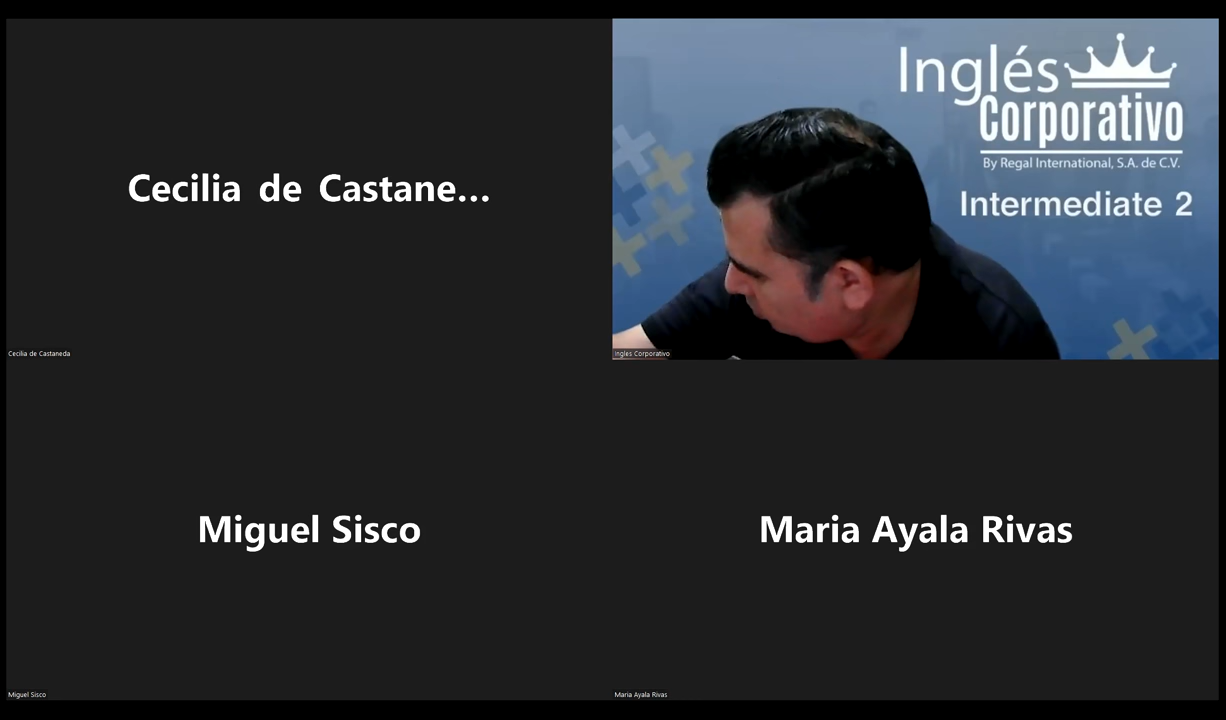 Cecilia de Castane...
Cecilia de Castaneda
Inglés
Corporativo
By Regal International, S.A. de C.V.
Intermediate 2
Ingles Corporativo
Miguel Sisco
Miguel Sisco
Maria Ayala Rivas
Maria Ayala Rivas